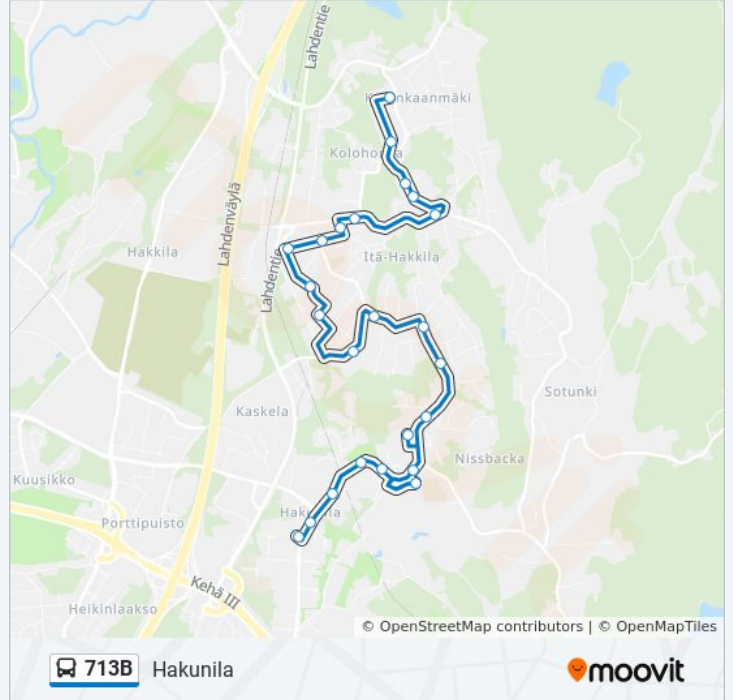 Lahdentie
Kuninkaanmäki
Kolohonka
Lahdenväylä
Hakkila
Itä-Hakkila
Lahdentie
Sotunki
Kaskela
Nissbacka
Kuusikko
Hakunila
Porttipuisto
Kehä III
Heikinlaakso
© OpenStreetMap contributors | © OpenMapTiles
713B Hakunila
moovit